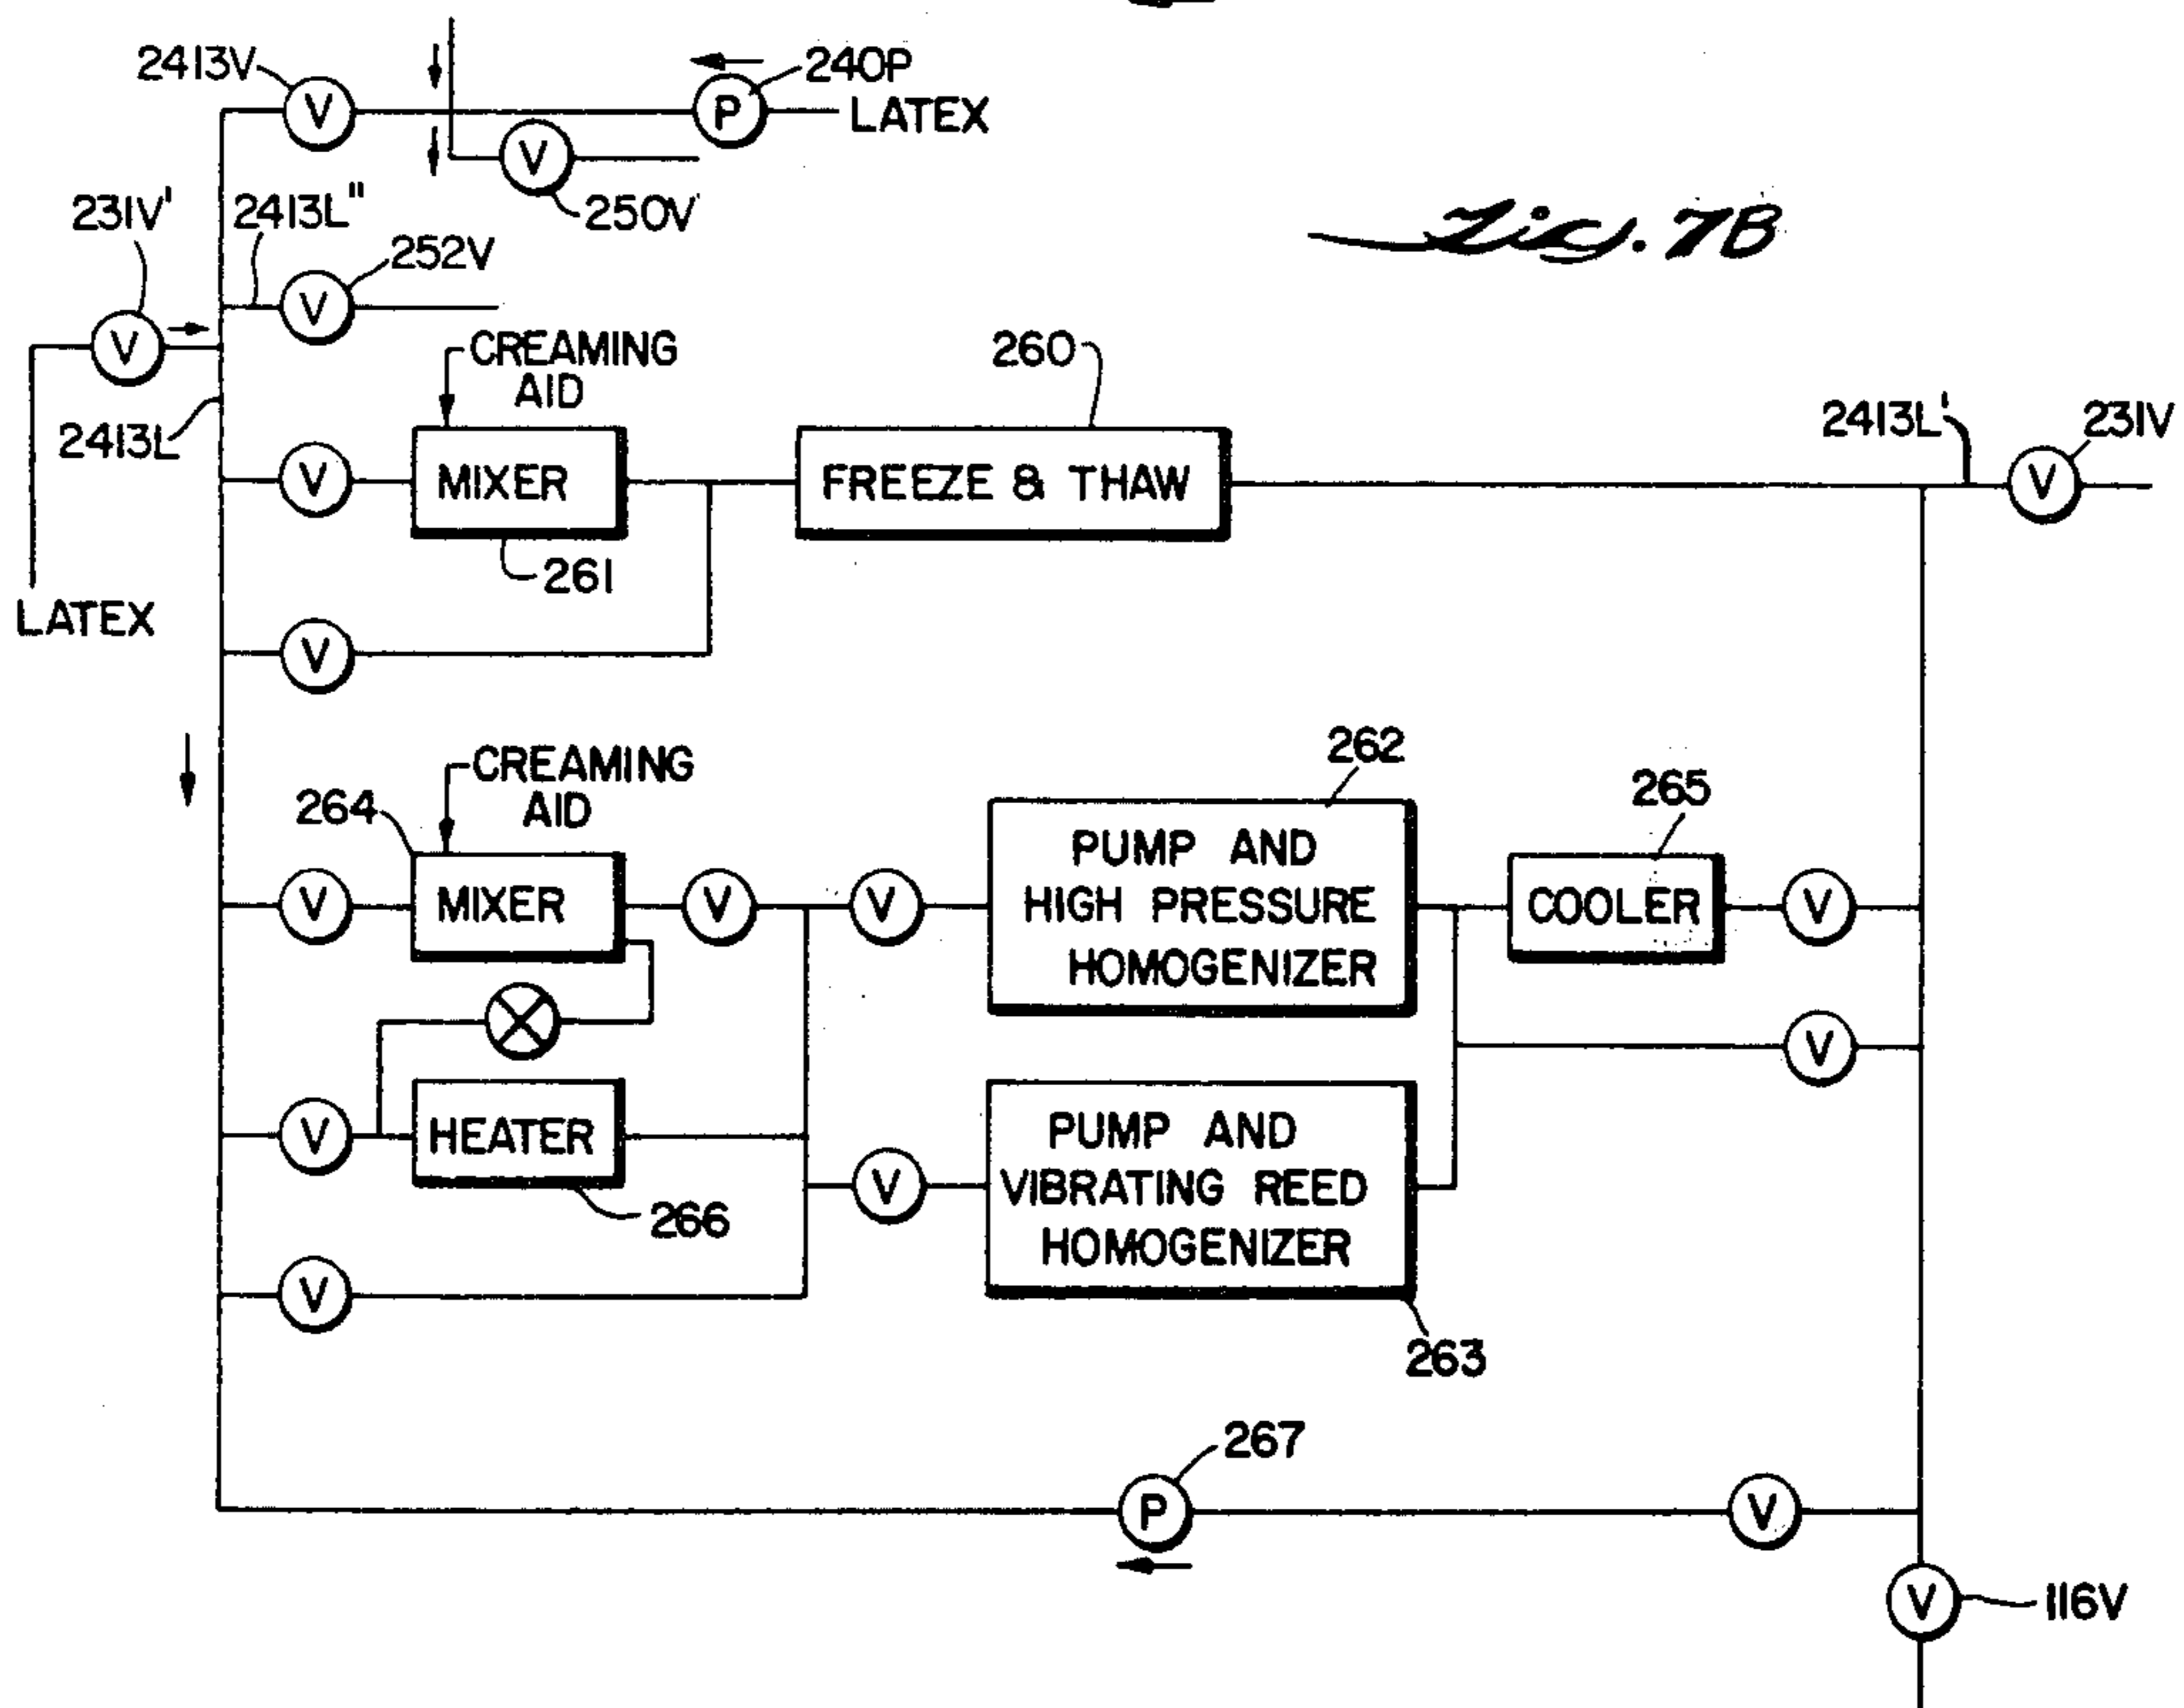 2413V
240P
V
P
LATEX
V
250V'
Fig. 7B
231V'
2413L"
252V
V
V
CREAMING
AID
260
2413L'
231V
2413L
V
MIXER
FREEZE & THAW
V
261
LATEX
V
262
CREAMING
AID
265
264
PUMP AND
HIGH PRESSURE
HOMOGENIZER
V
MIXER
V
V
COOLER
V
V
V
HEATER
PUMP AND
VIBRATING REED
HOMOGENIZER
V
266
V
263
267
P
V
V
116V